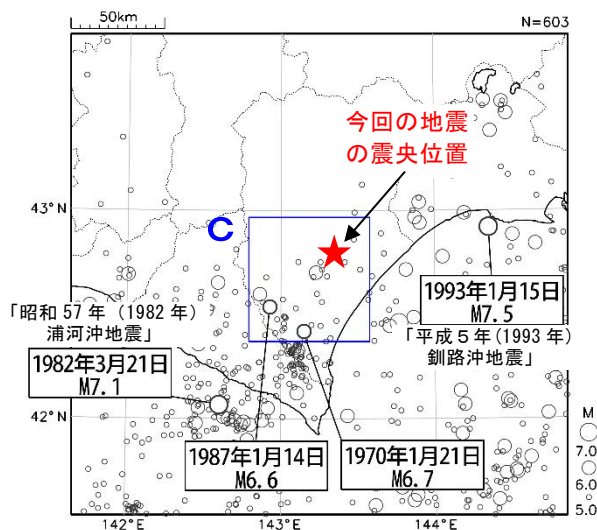 50km
N=603
今回の地震
の震央位置
43°N
C
1993年1月15日
M7.5
「昭和57年（1982年）
浦河沖地震」
「平成５年(1993年)
釧路沖地震」
1982年3月21日
M7.1
42°N
M
7.0
6.0
5.0
1987年1月14日
M6.6
1970年1月21日
M6.7
142°E
143°E
144°E